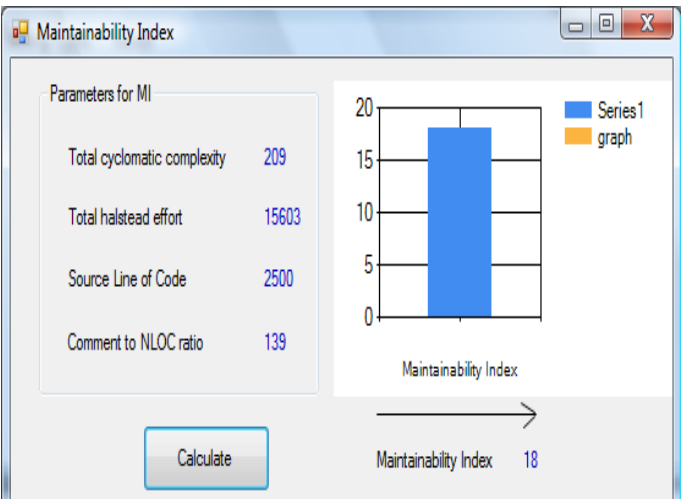 Maintainability Index
Parameters for MI
Total cyclomatic complexity 209
Total halstead effort 15603
Source Line of Code 2500
Comment to NLOC ratio 139
Calculate
20
15
10
5
0
Series1
graph
Maintainability Index
Maintainability Index 18